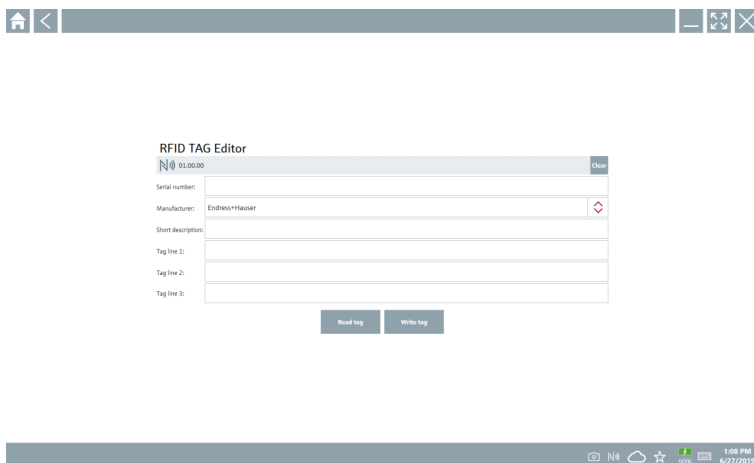 RFID TAG Editor
01.00.00
Clear
Serial number:
Manufacturer: Endress+Hauser
Short description:
Tag line 1:
Tag line 2:
Tag line 3:
Read tag Write tag
99% 1:08 PM